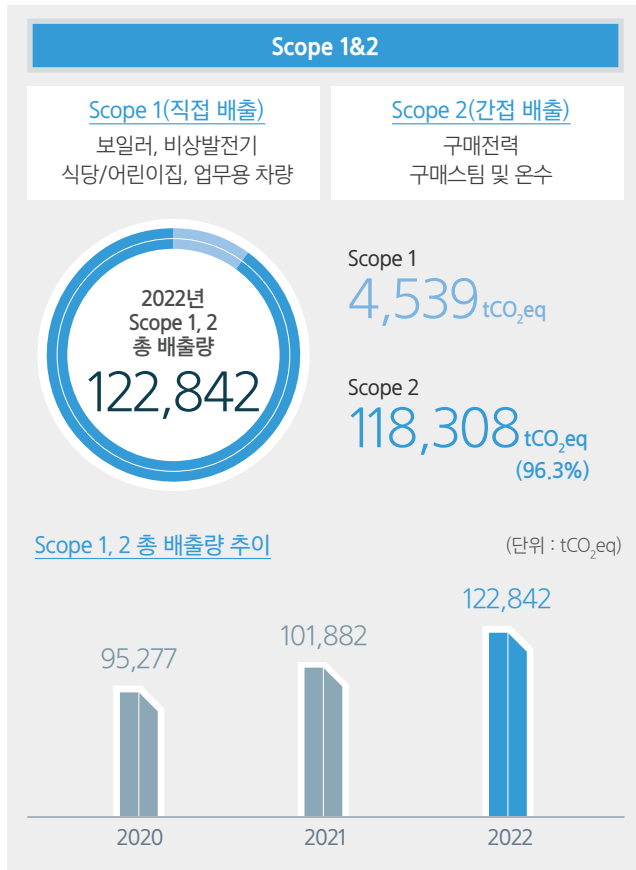 Scope 1&2
Scope 1(직접 배출)
보일러, 비상발전기
식당/어린이집, 업무용 차량
Scope 2(간접 배출)
구매전력
구매스팀 및 온수
2022년
Scope 1, 2
총 배출량
122,842
Scope 1
4,539 tCO₂eq
Scope 2
118,308 tCO₂eq
(96.3%)
Scope 1, 2 총 배출량 추이
(단위 : tCO₂eq)
95,277
101,882
122,842
2020
2021
2022